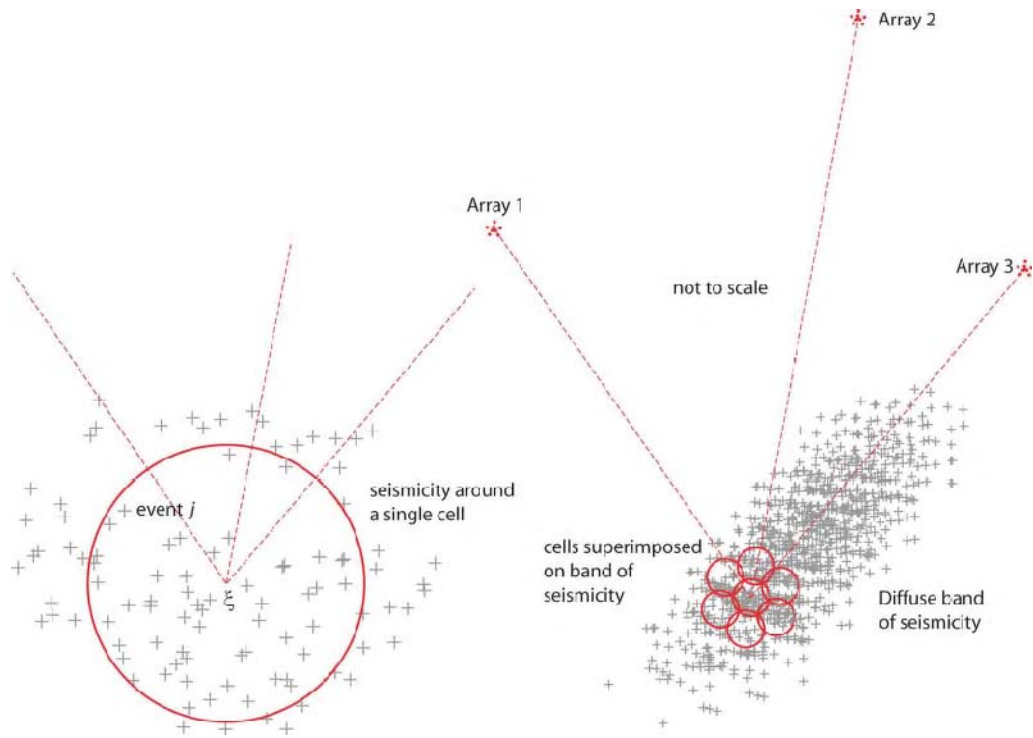 Array 2
Array 1
Array 3
not to scale
event j
seismicity around
a single cell
cells superimposed
on band of
seismicity
ξ
Diffuse band
of seismicity